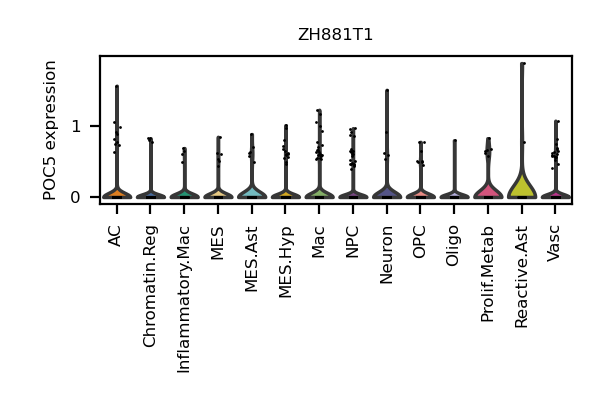 ZH881T1
POC5 expression
1
0
AC
Chromatin.Reg
Inflammatory.Mac
MES
MES.Ast
MES.Hyp
Mac
NPC
Neuron
OPC
Oligo
Prolif.Metab
Reactive.Ast
Vasc